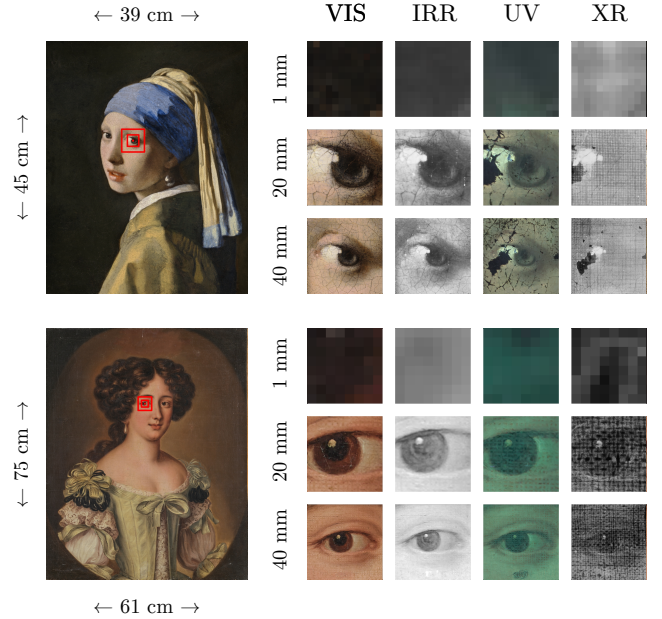 ← 39 cm →
VIS IRR UV XR
← 45 cm →
1 mm
20 mm
40 mm
← 75 cm →
1 mm
20 mm
40 mm
← 61 cm →